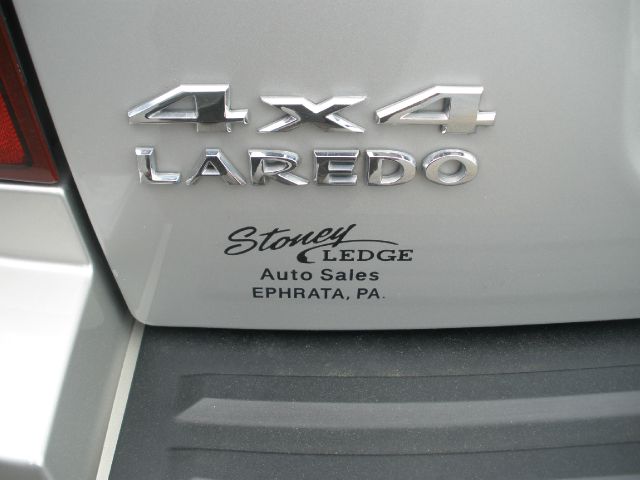 4x4
LAREDO
Stoney LEDGE
Auto Sales
EPHRATA, PA.